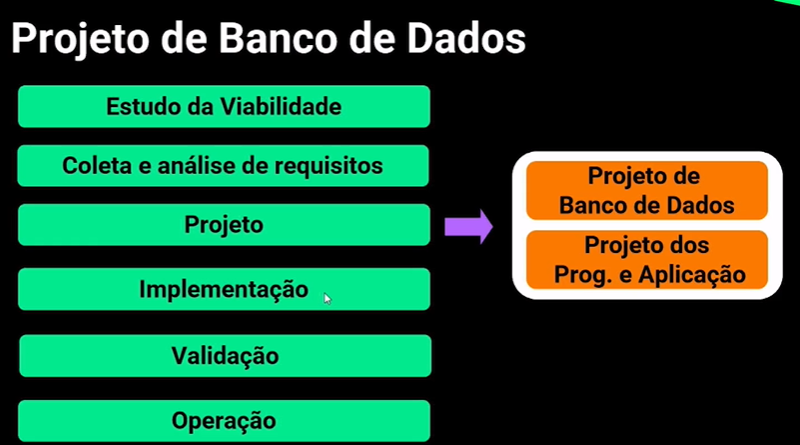 Projeto de Banco de Dados
Estudo da Viabilidade
Coleta e análise de requisitos
Projeto
Implementação
Validação
Operação
Projeto de
Banco de Dados
Projeto dos
Prog. e Aplicação